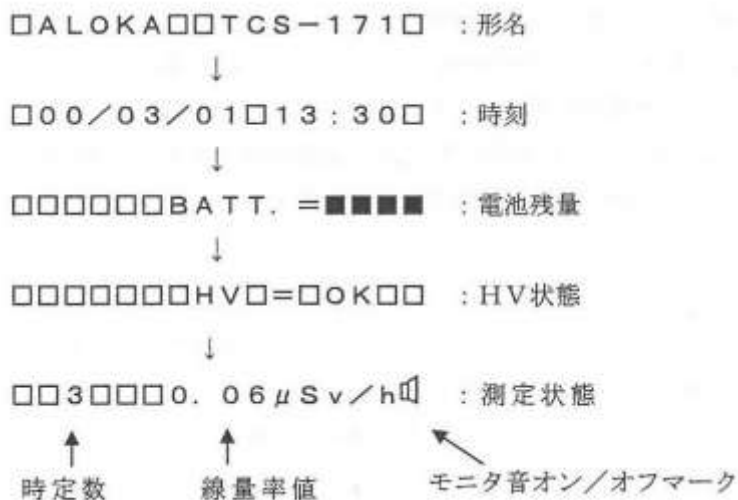 □ALOKA□□TCS－171□ :形名
↓
□00／03／01□13:30□ :時刻
↓
□□□□□□BATT．＝■■■■ :電池残量
↓
□□□□□□□HV□＝□OK□□ :HV状態
↓
□□3□□□0．06μSv／h :測定状態
時定数 線量率値 モニタ音オン／オフマーク